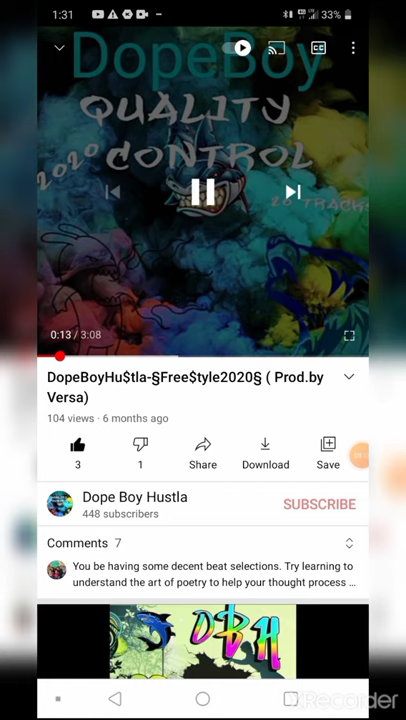 1:31
33%
DopeBoy
CC
QUALITY
2020 CONTROL
20 TRACKS
0:13 / 3:08
DopeBoyHu$tla-§Free$tyle2020§ ( Prod.by
Versa)
104 views · 6 months ago
3
1
Share
Download
Save
Dope Boy Hustla
448 subscribers
SUBSCRIBE
Comments 7
You be having some decent beat selections. Try learning to
understand the art of poetry to help your thought process ...
DBH